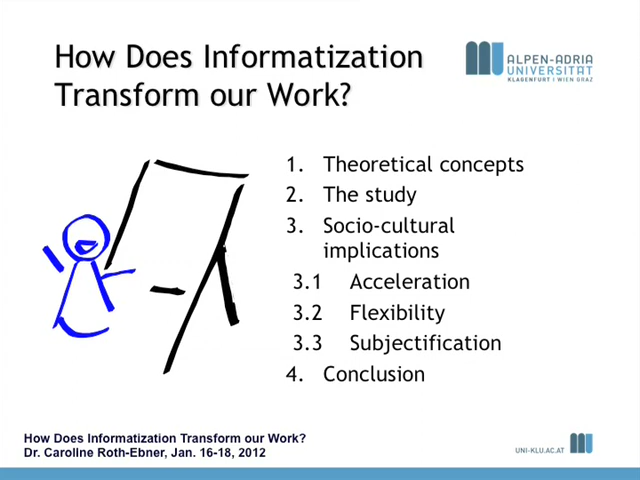 How Does Informatization
Transform our Work?
ALPEN-ADRIA
UNIVERSITÄT
KLAGENFURT I WIEN GRAZ
1. Theoretical concepts
2. The study
3. Socio-cultural
implications
3.1 Acceleration
3.2 Flexibility
3.3 Subjectification
4. Conclusion
How Does Informatization Transform our Work?
Dr. Caroline Roth-Ebner, Jan. 16-18, 2012
UNI-KLU.AC.AT